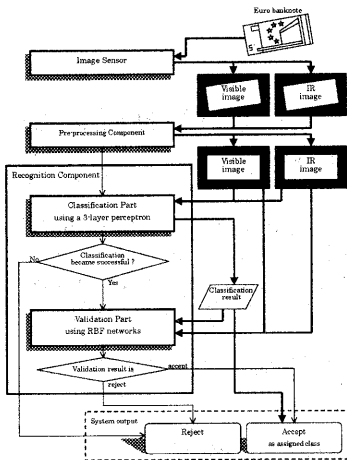 Euro banknote
5
Image Sensor
Visible
image
IR
image
Pre-processing Component
Visible
image
IR
image
Recognition Component
Classification Part
using a 3-layer perceptron
No
Classification
became successful ?
Yes
Classification
result
Validation Part
using RBF networks
Validation result is
accept
reject
System output
Reject
Accept
as assigned class